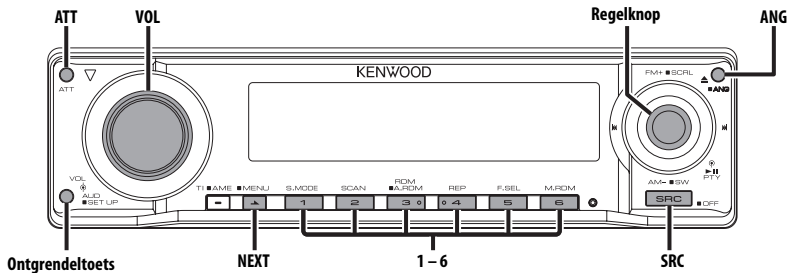 ATT VOL Regelknop ANG
KENWOOD
FM+ ■SCRL
ATT
■ANG
VOL
AUD
■SET UP
TI ■AME ■MENU S.MODE SCAN RDM ■A.RDM REP F.SEL M.RDM
1 2 3 4 5 6
PTY
AM– ■SW
SRC ■OFF
Ontgrendeltoets NEXT 1 – 6 SRC